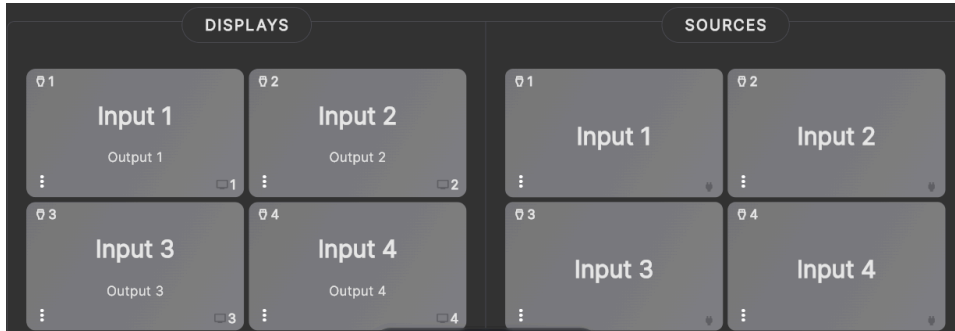 DISPLAYS
SOURCES
1
2
Input 1
Input 2
Output 1
Output 2
1
2
3
4
Input 3
Input 4
Output 3
Output 4
3
4
1
2
Input 1
Input 2
3
4
Input 3
Input 4